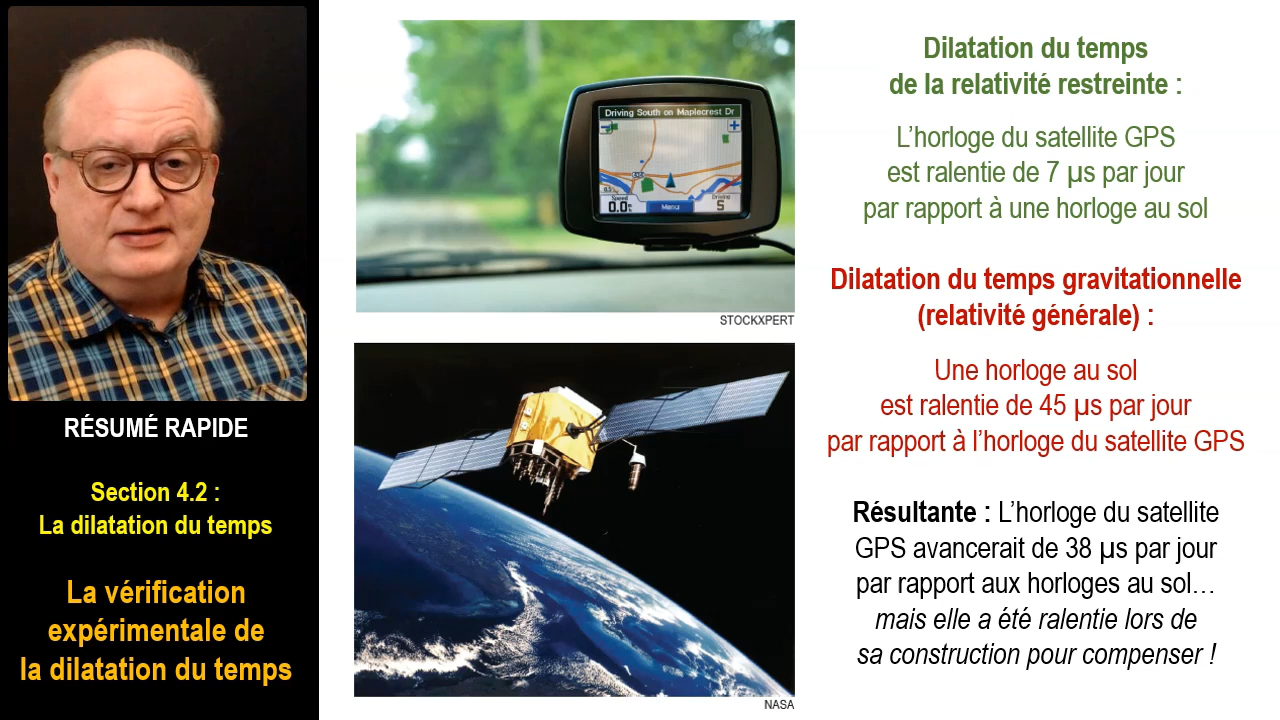 RÉSUMÉ RAPIDE
Section 4.2 :
La dilatation du temps
La vérification
expérimentale de
la dilatation du temps
Driving South on Maplecrest Dr
Speed
0.0
Menu
Driving
S
STOCKXPERT
NASA
Dilatation du temps
de la relativité restreinte :
L’horloge du satellite GPS
est ralentie de 7 µs par jour
par rapport à une horloge au sol
Dilatation du temps gravitationnelle
(relativité générale) :
Une horloge au sol
est ralentie de 45 µs par jour
par rapport à l’horloge du satellite GPS
Résultante : L’horloge du satellite
GPS avancerait de 38 µs par jour
par rapport aux horloges au sol…
mais elle a été ralentie lors de
sa construction pour compenser !